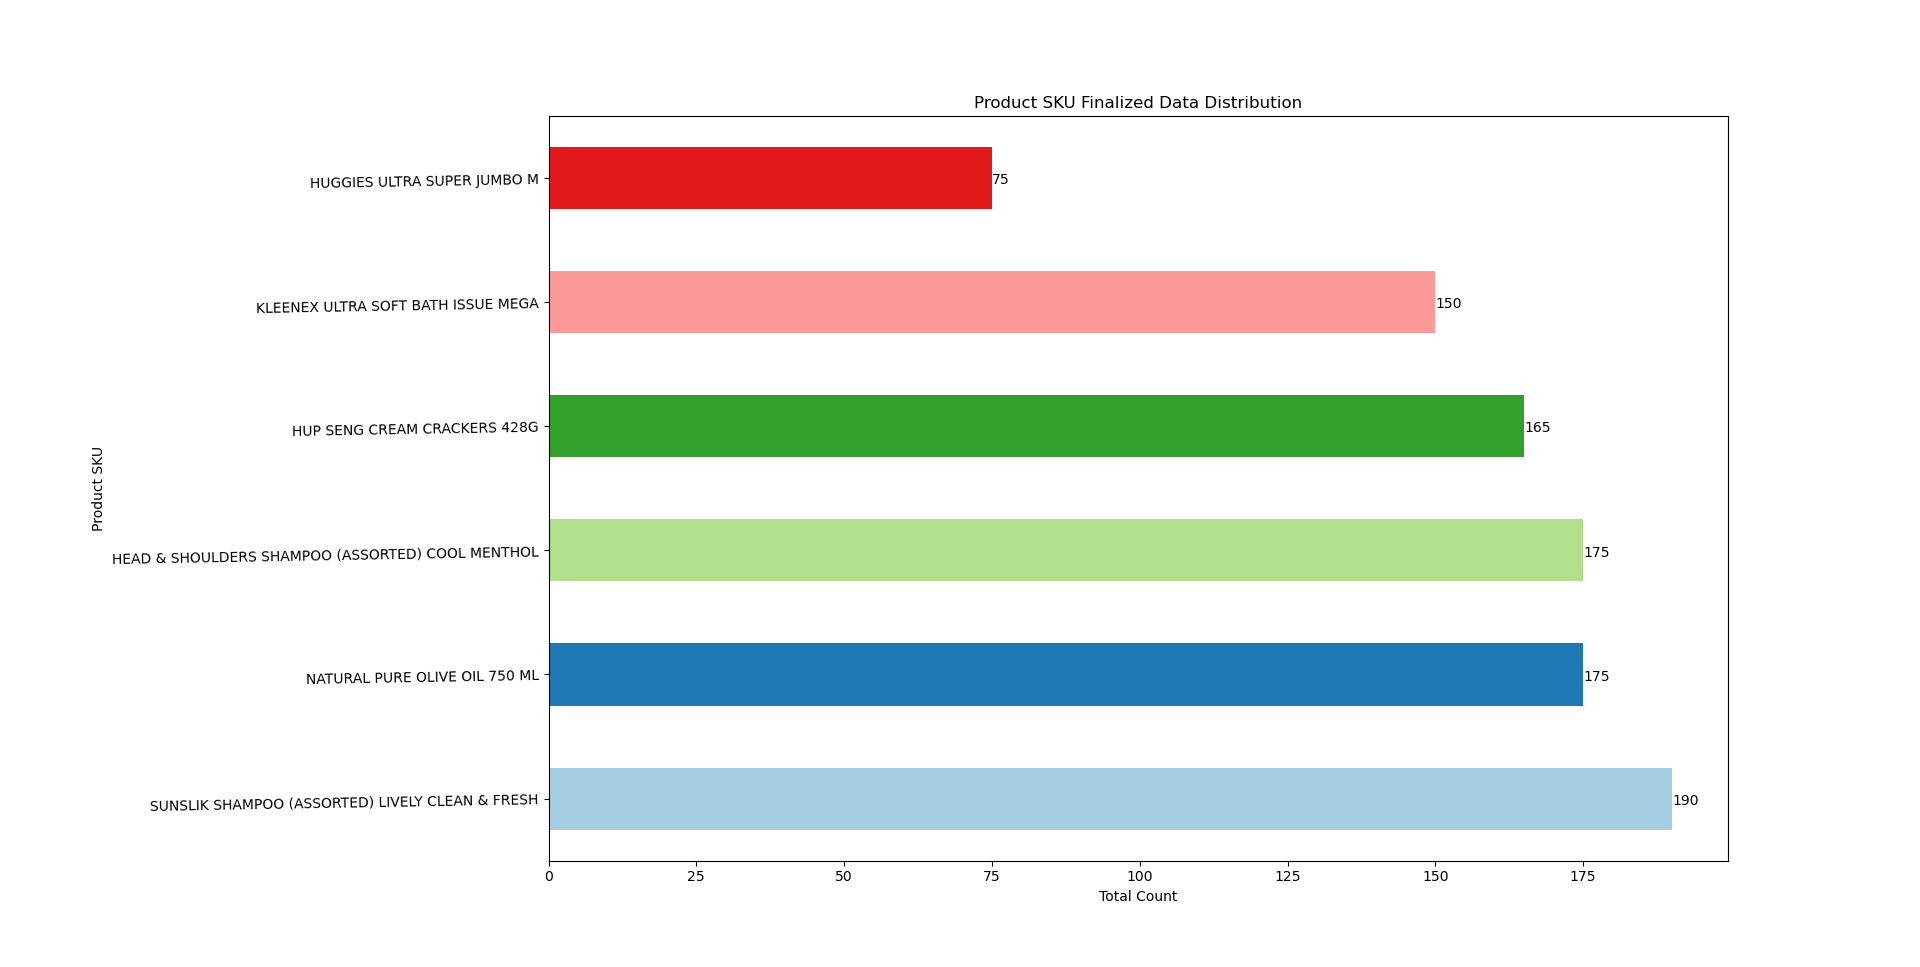 Product SKU Finalized Data Distribution
HUGGIES ULTRA SUPER JUMBO M
75
KLEENEX ULTRA SOFT BATH ISSUE MEGA
150
HUP SENG CREAM CRACKERS 428G
165
Product SKU
HEAD & SHOULDERS SHAMPOO (ASSORTED) COOL MENTHOL
175
NATURAL PURE OLIVE OIL 750 ML
175
SUNSLIK SHAMPOO (ASSORTED) LIVELY CLEAN & FRESH
190
0 25 50 75 100 125 150 175
Total Count